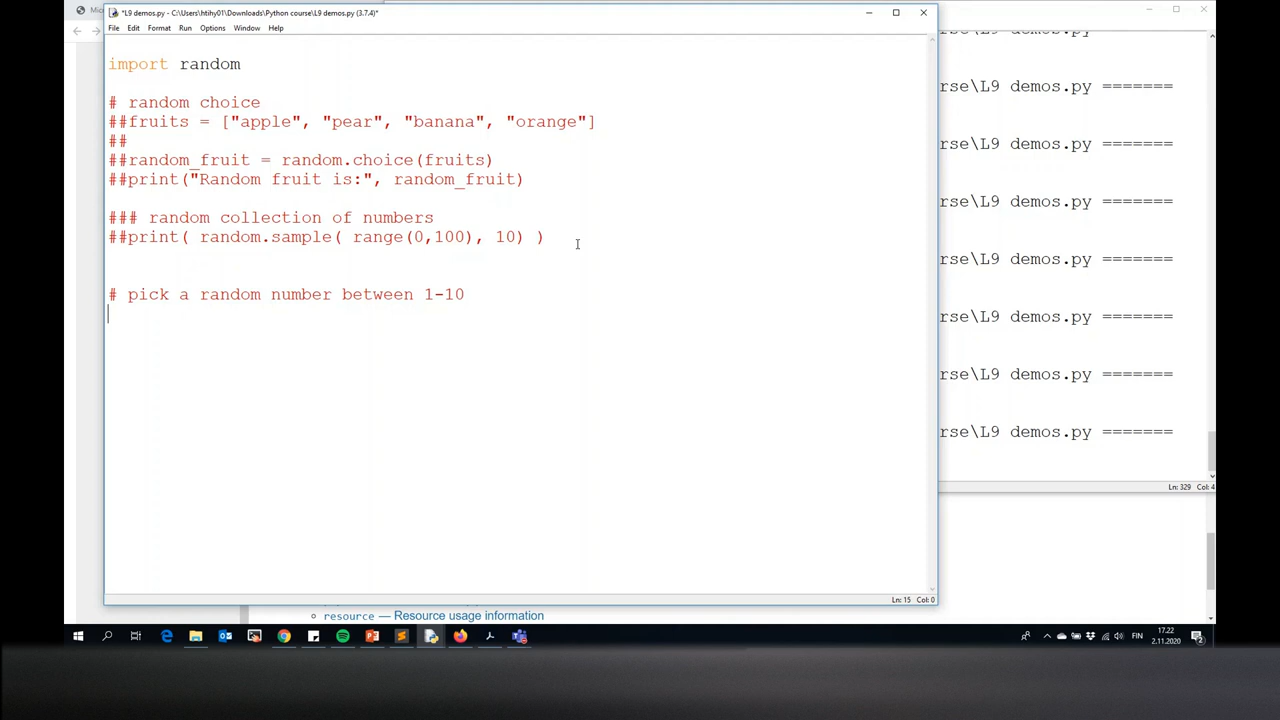 *L9 demos.py - C:\Users\htihy01\Downloads\Python course\L9 demos.py (3.7.4)*
File Edit Format Run Options Window Help
import random
# random choice
##fruits = ["apple", "pear", "banana", "orange"]
##
##random_fruit = random.choice(fruits)
##print("Random fruit is:", random_fruit)
### random collection of numbers
##print( random.sample( range(0,100), 10) )
# pick a random number between 1-10
Ln: 15 Col: 0
Mic
rse\L9 demos.py =======
rse\L9 demos.py =======
rse\L9 demos.py =======
rse\L9 demos.py =======
rse\L9 demos.py =======
rse\L9 demos.py =======
rse\L9 demos.py =======
Ln: 329 Col: 4
resource — Resource usage information
FIN
17.22
2.11.2020
2